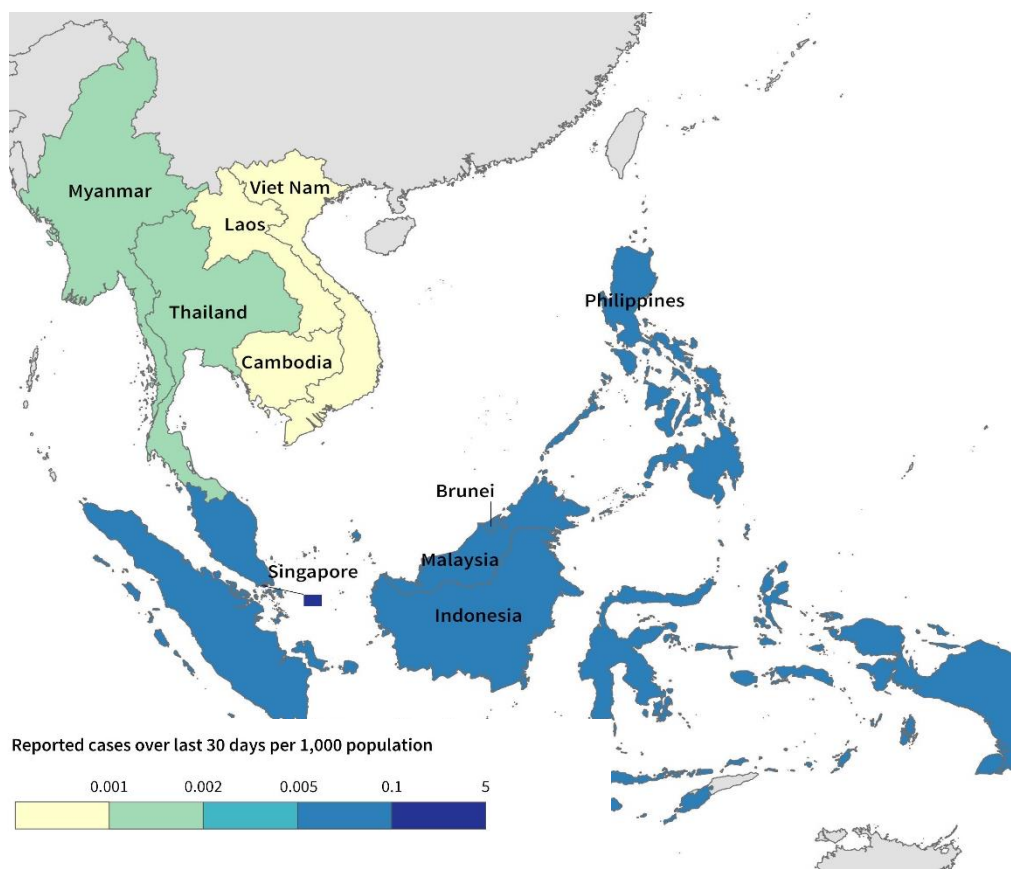 Viet Nam
Myanmar
Laos
Philippines
Thailand
Cambodia
Brunei
Malaysia
Singapore
Indonesia
Reported cases over last 30 days per 1,000 population
0.001 0.002 0.005 0.1 5